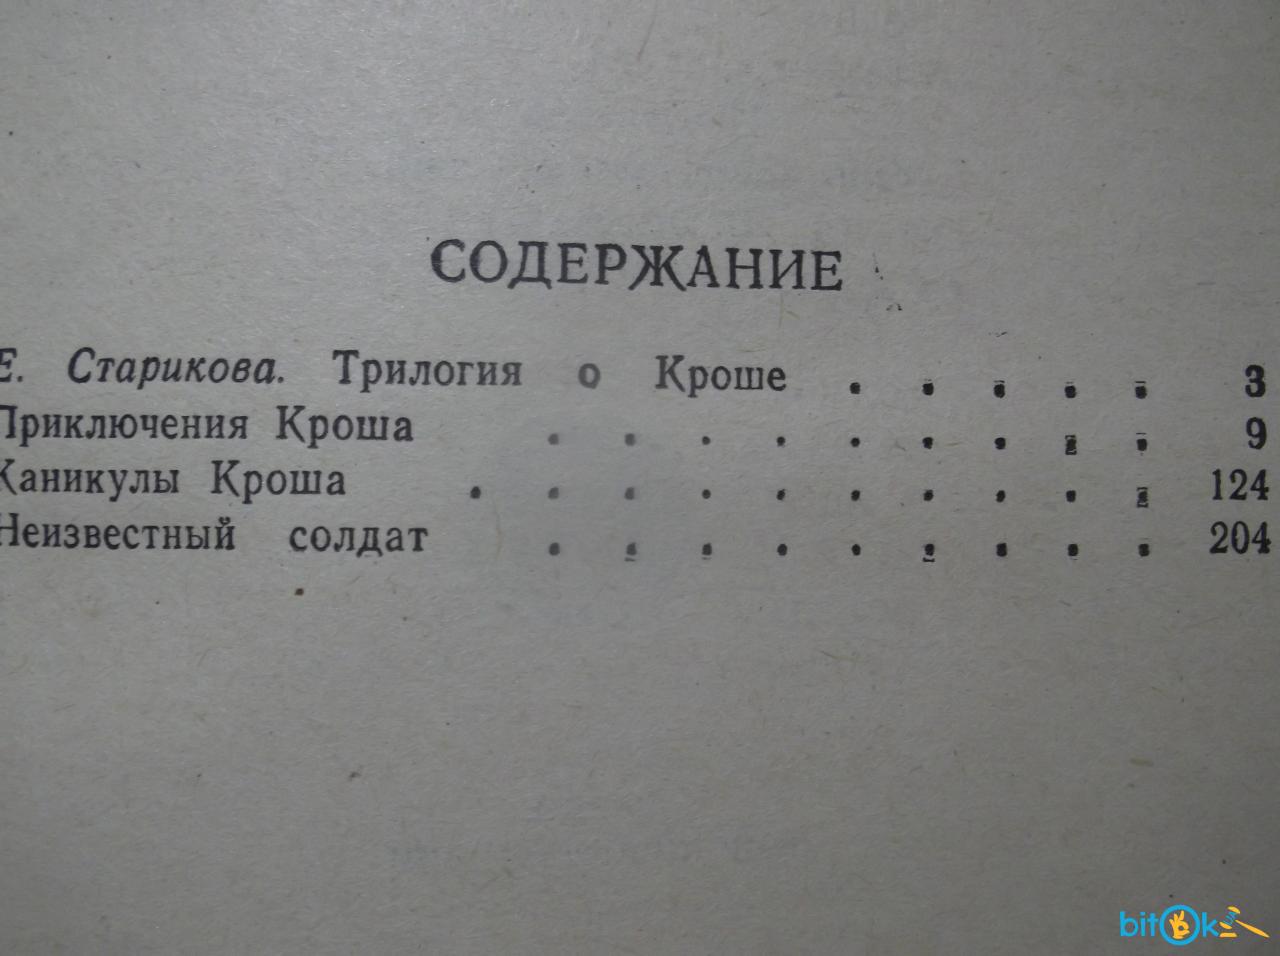 СОДЕРЖАНИЕ
Е. Старикова. Трилогия о Кроше . . . . . 3
Приключения Кроша . . . . . . . . . 9
Каникулы Кроша . . . . . . . . . . 124
Неизвестный солдат . . . . . . . . . 204
bitok